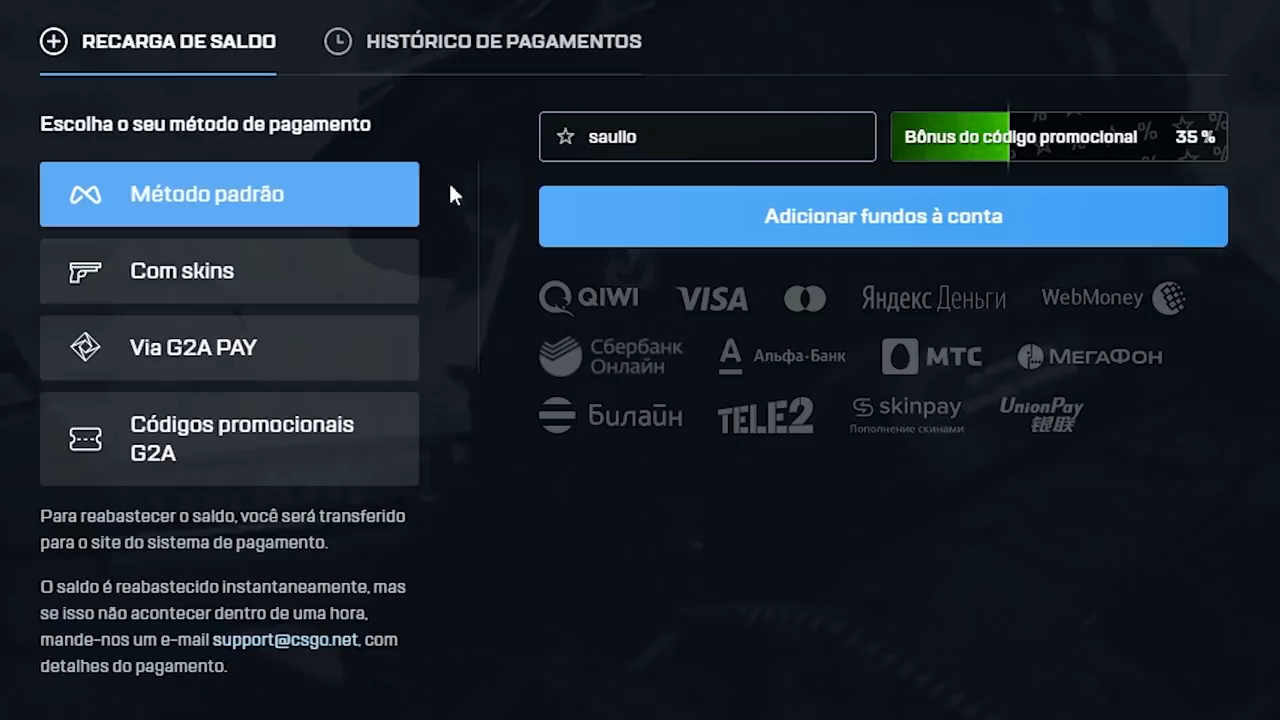 RECARGA DE SALDO
HISTÓRICO DE PAGAMENTOS
Escolha o seu método de pagamento
Método padrão
Com skins
Via G2A PAY
Códigos promocionais
G2A
Para reabastecer o saldo, você será transferido
para o site do sistema de pagamento.
O saldo é reabastecido instantaneamente, mas
se isso não acontecer dentro de uma hora,
mande-nos um e-mail support@csgo.net, com
detalhes do pagamento.
saullo
Bônus do código promocional 35 %
Adicionar fundos à conta
QIWI VISA Яндекс Деньги WebMoney
Сбербанк
Онлайн
Альфа·Банк МТС МЕГАФОН
Билайн TELE2 skinpay
Пополнение скинами
UnionPay
银联